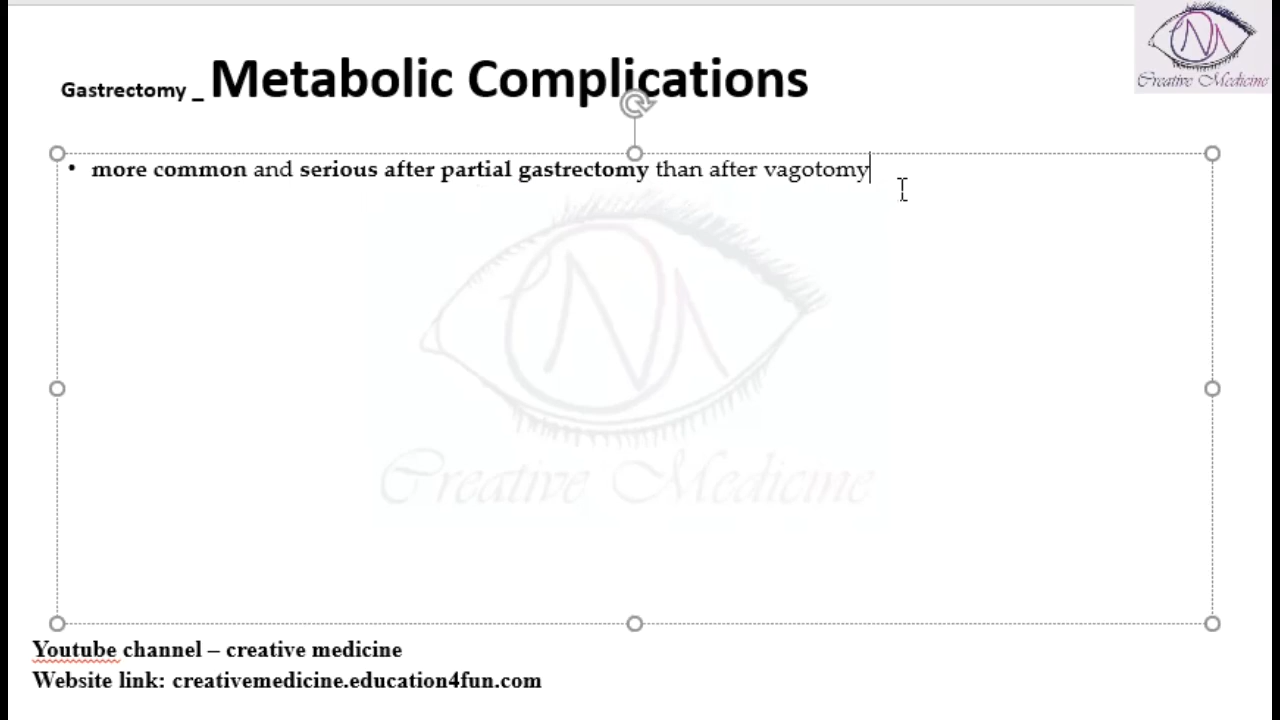 Creative Medicine
Gastrectomy _ Metabolic Complications
• more common and serious after partial gastrectomy than after vagotomy
Creative Medicine
Youtube channel – creative medicine
Website link: creativemedicine.education4fun.com